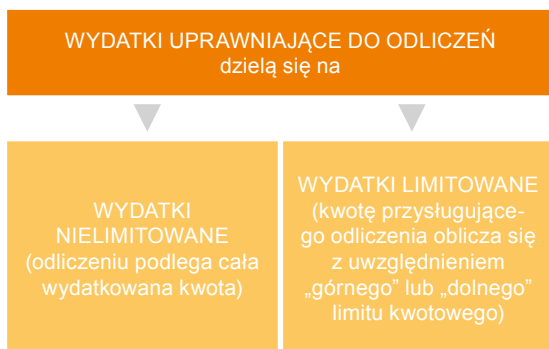 WYDATKI UPRAWNIAJĄCE DO ODLICZEŃ
dzielą się na
WYDATKI
NIELIMITOWANE
(odliczeniu podlega cała
wydatkowana kwota)
WYDATKI LIMITOWANE
(kwotę przysługujące-
go odliczenia oblicza się
z uwzględnieniem
„górnego” lub „dolnego”
limitu kwotowego)